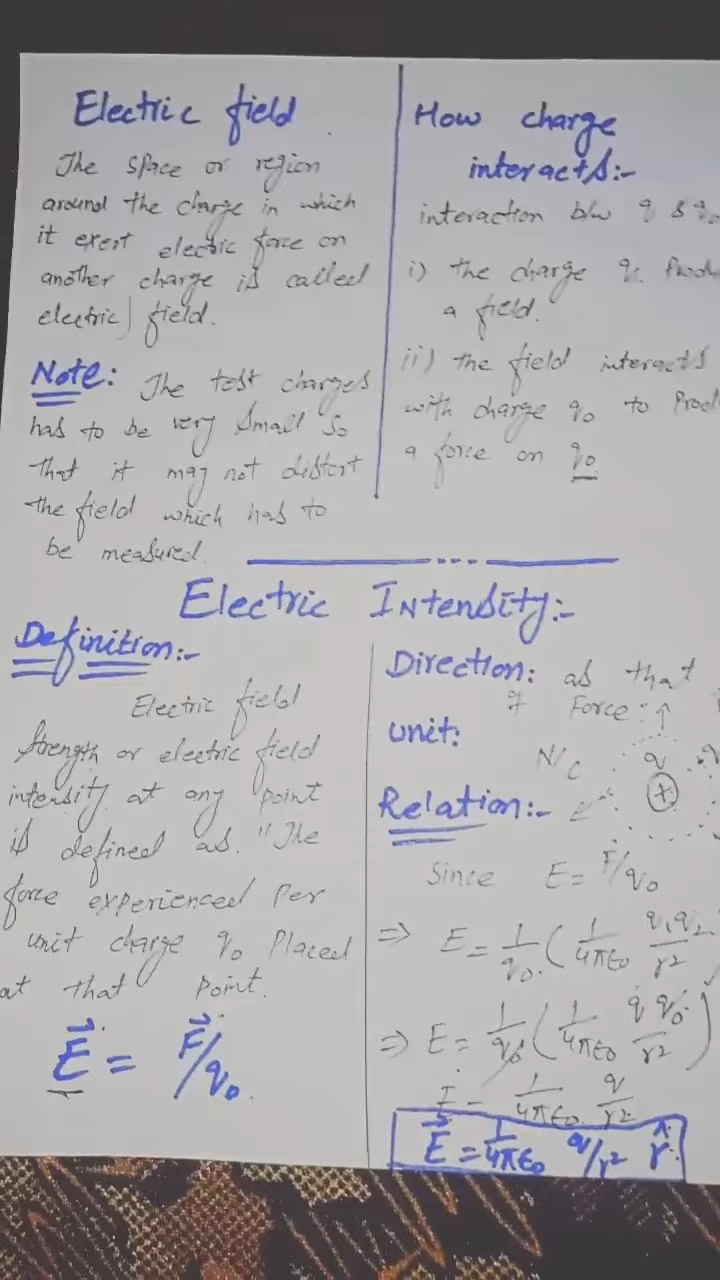 Electric field
The space or region
around the charge in which
it exert electric force on
another charge is called
electric field.
Note: The test charges
has to be very small so
that it may not distort
the field which has to
be measured.
How charge
interacts:-
interaction b/w q & q₀
i) the charge q Produ
a field.
ii) the field interacts
with charge q₀ to Prod
a force on q₀
Electric Intensity:-
Definition:-
Electric field
Strength or electric field
intensity at any point
is defined as. "The
force experienced Per
unit charge q₀ Placed
at that Point.
E⃗ = F⃗/q₀
Direction: as that
of Force:
Unit:
N/C
q
+
Relation:-
Since E = F/q₀
⇒ E = 1/q₀ (1/4πε₀ q₁q₂/r²
⇒ E = 1/q₀ (1/4πε₀ q q₀/r²)
E = 1/4πε₀ q/r²
E⃗ = 1/4πε₀ q/r² r̂